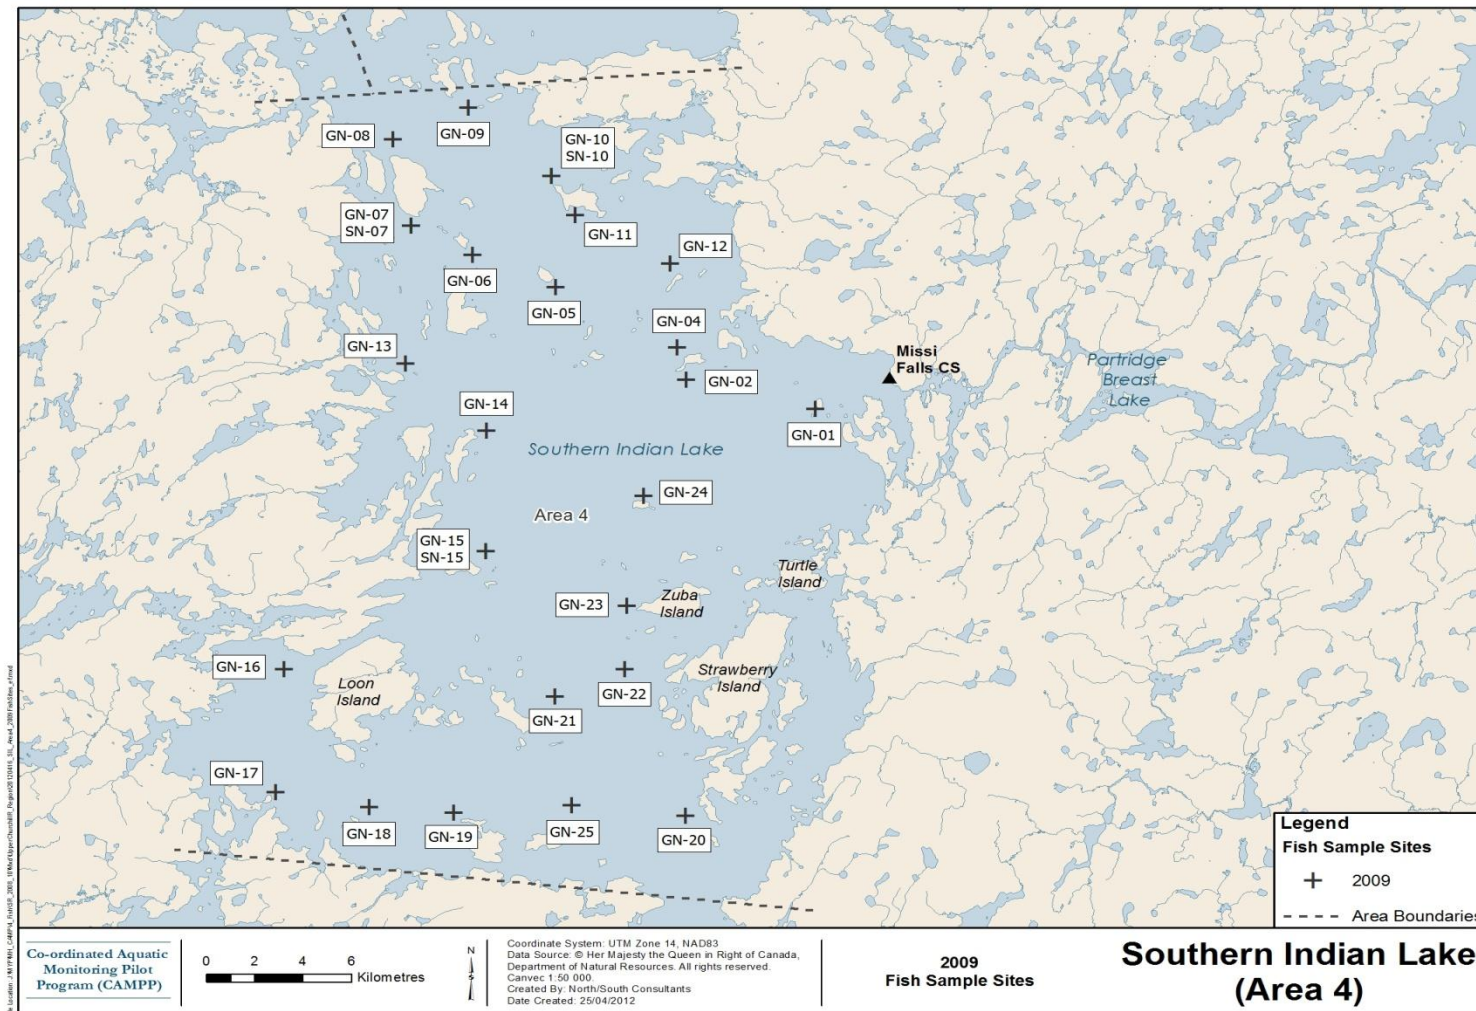 GN-08
GN-09
GN-10
SN-10
GN-07
SN-07
GN-11
GN-12
GN-06
GN-05
GN-04
GN-13
Missi
Falls CS
Partridge
Breast
Lake
GN-02
GN-14
GN-01
Southern Indian Lake
GN-24
Area 4
GN-15
SN-15
Turtle
Island
Zuba
Island
GN-23
GN-16
Loon
Island
GN-22
Strawberry
Island
GN-21
GN-17
GN-18
GN-19
GN-25
GN-20
Legend
Fish Sample Sites
2009
Area Boundaries
Co-ordinated Aquatic
Monitoring Pilot
Program (CAMPP)
0 2 4 6
Kilometres
N
Coordinate System: UTM Zone 14, NAD83
Data Source: © Her Majesty the Queen in Right of Canada,
Department of Natural Resources. All rights reserved.
Canvec 1:50 000.
Created By: North/South Consultants
Date Created: 25/04/2012
2009
Fish Sample Sites
Southern Indian Lake
(Area 4)